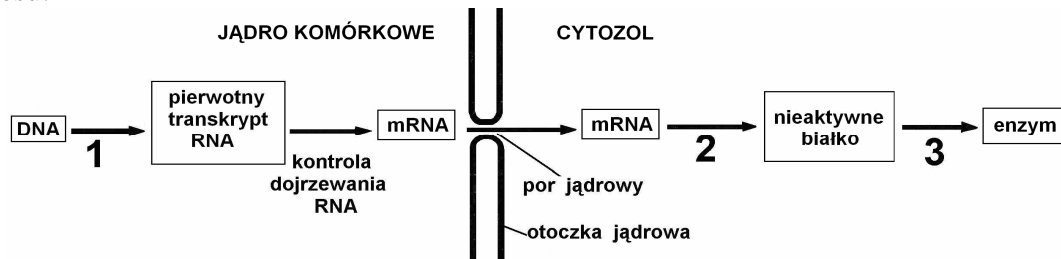 JĄDRO KOMÓRKOWE
CYTOZOL
DNA
1
pierwotny
transkrypt
RNA
kontrola
dojrzewania
RNA
mRNA
por jądrowy
otoczka jądrowa
mRNA
2
nieaktywne
białko
3
enzym